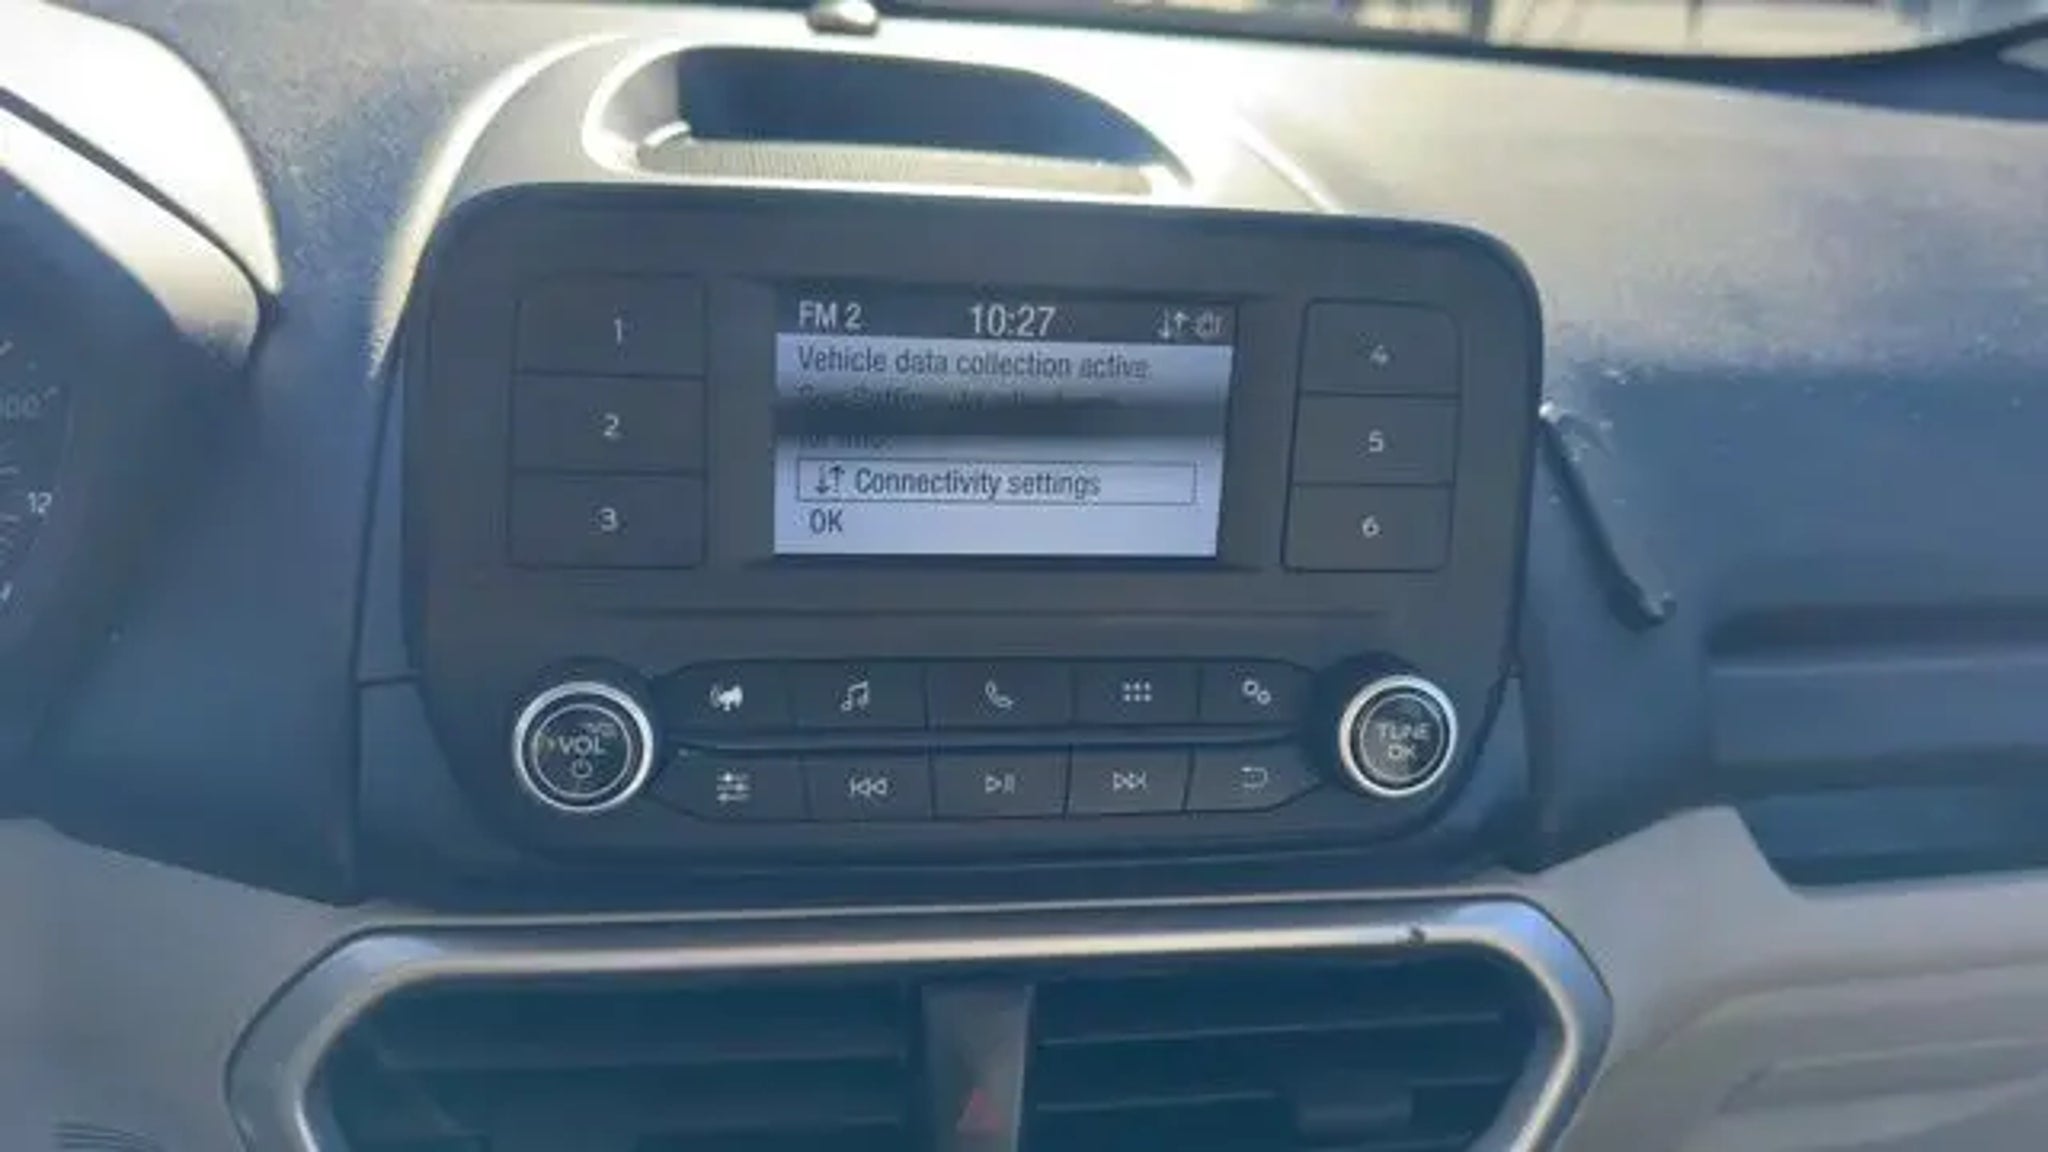 FM 2 10:27
Vehicle data collection active.
Connectivity settings
OK
1
2
3
4
5
6
VOL
TUNE
OK
12